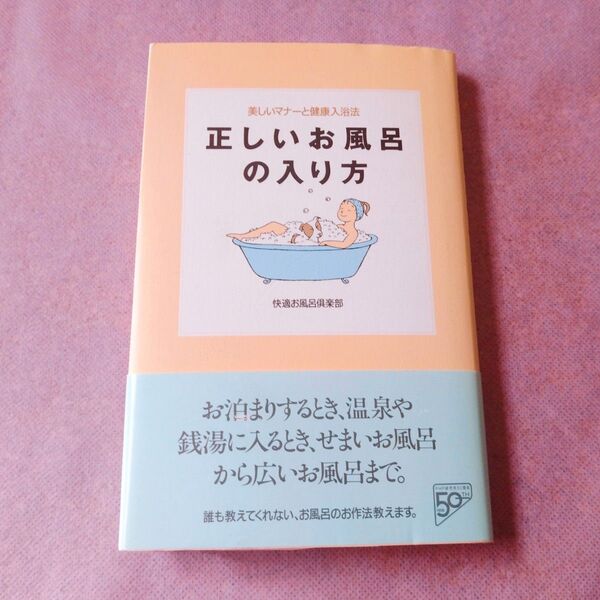 美しいマナーと健康入浴法
正しいお風呂
の入り方
快適お風呂倶楽部
お泊まりするとき、温泉や
銭湯に入るとき、せまいお風呂
から広いお風呂まで。
誰も教えてくれない、お風呂のお作法教えます。
50TH